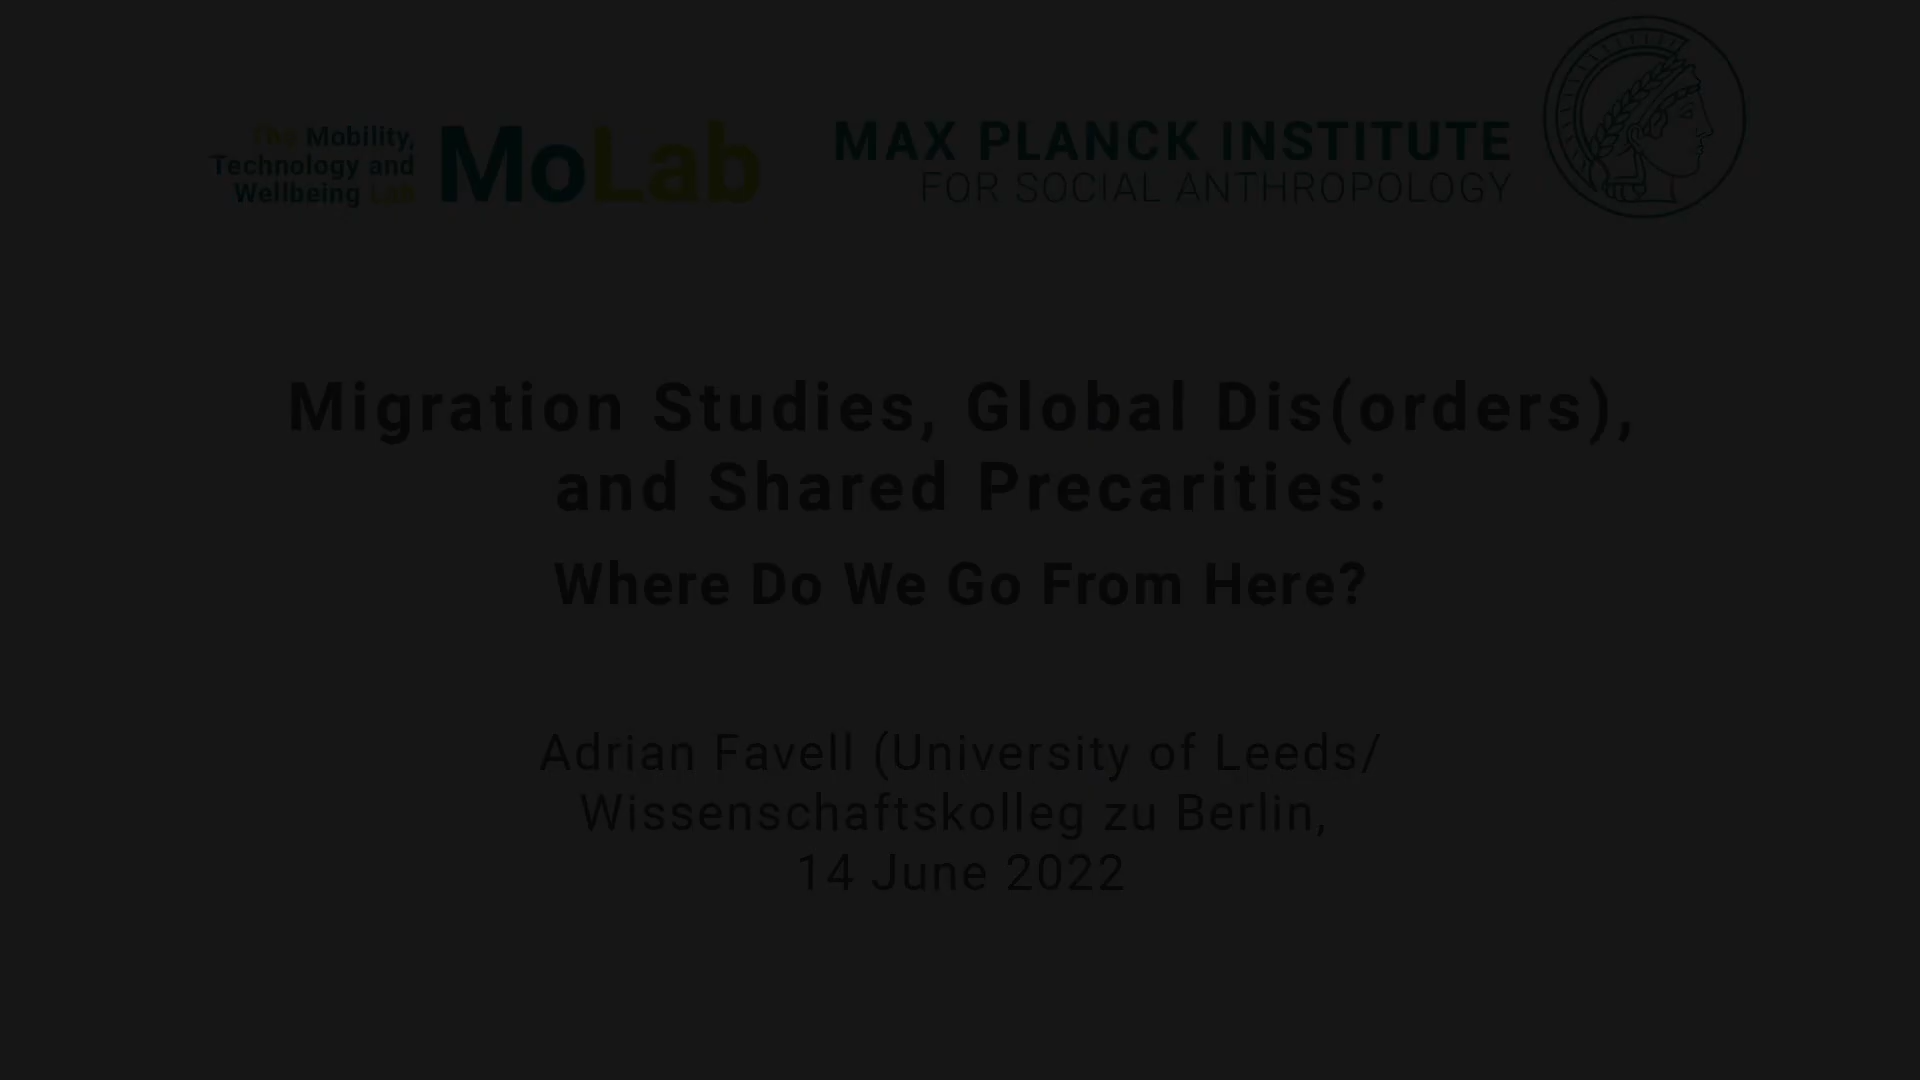 The Mobility,
Technology and
Wellbeing Lab
MoLab
MAX PLANCK INSTITUTE
FOR SOCIAL ANTHROPOLOGY
Migration Studies, Global Dis(orders),
and Shared Precarities:
Where Do We Go From Here?
Adrian Favell (University of Leeds/
Wissenschaftskolleg zu Berlin,
14 June 2022